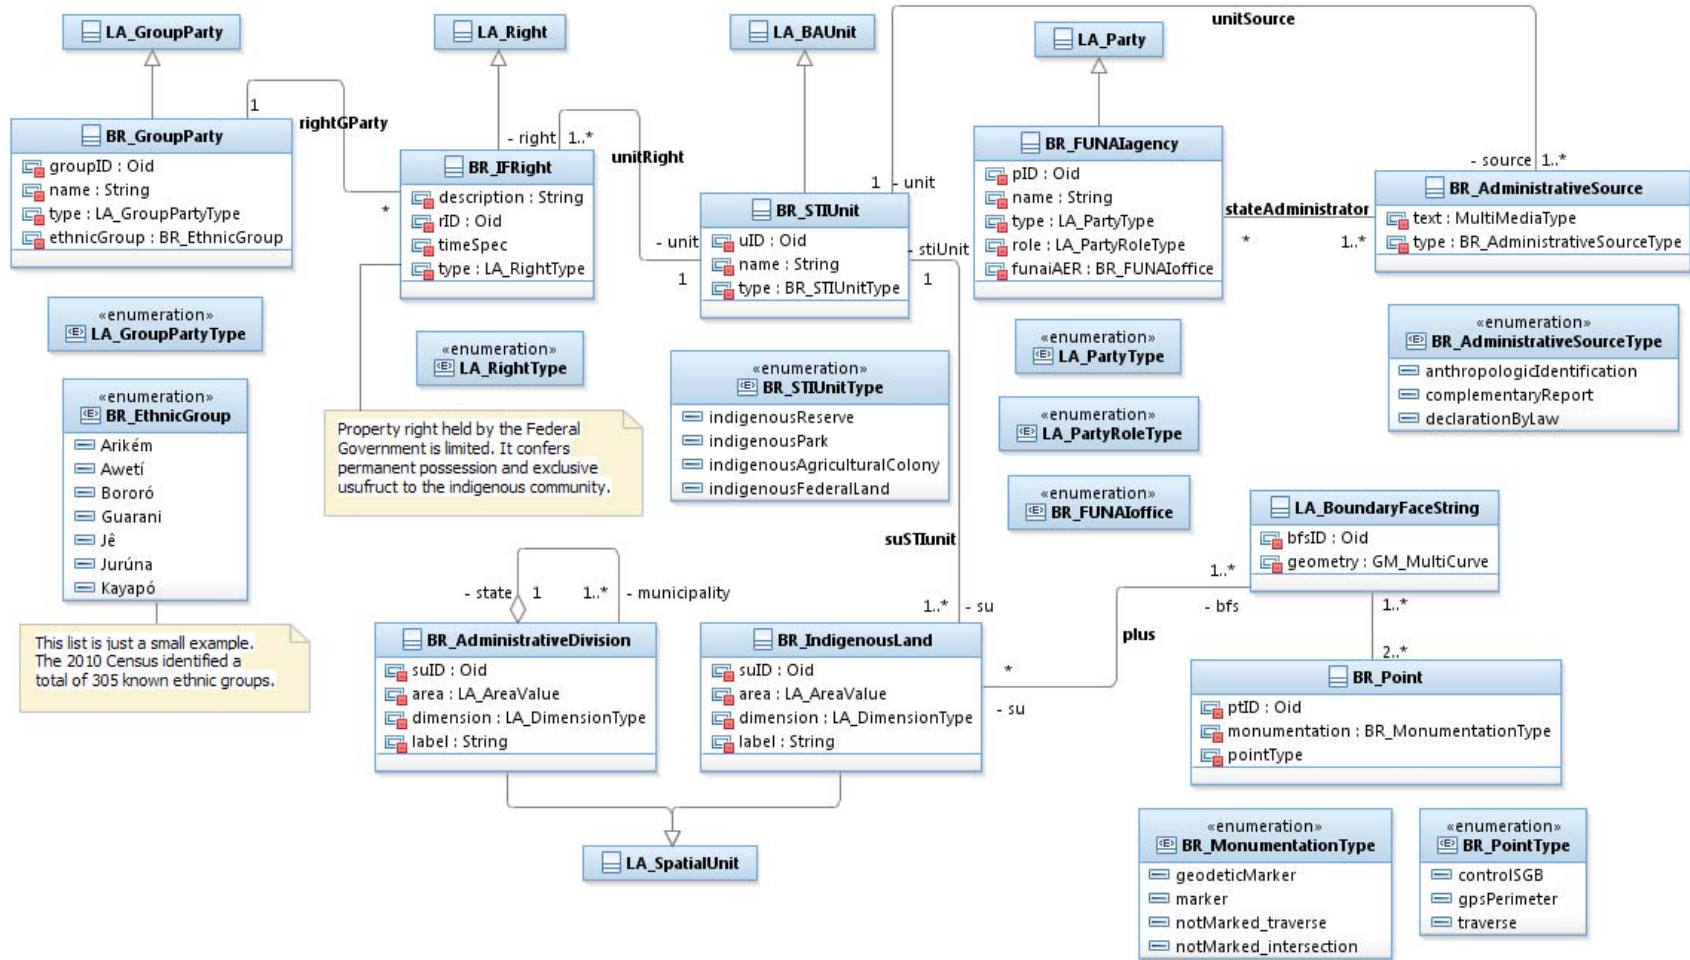 LA_GroupParty
LA_Right
LA_BAUnit
LA_Party
unitSource
1
rightGParty
BR_GroupParty
groupID : Oid
name : String
type : LA_GroupPartyType
ethnicGroup : BR_EthnicGroup
*
- right 1..*
unitRight
BR_IFRight
description : String
rID : Oid
timeSpec
type : LA_RightType
- unit
1
1 - unit
BR_STIUnit
uID : Oid
name : String
type : BR_STIUnitType
- stiUnit
1
BR_FUNAIagency
pID : Oid
name : String
type : LA_PartyType
role : LA_PartyRoleType
funaiAER : BR_FUNAIoffice
stateAdministrator
* 1..*
- source 1..*
BR_AdministrativeSource
text : MultiMediaType
type : BR_AdministrativeSourceType
«enumeration»
LA_GroupPartyType
«enumeration»
LA_RightType
«enumeration»
BR_STIUnitType
indigenousReserve
indigenousPark
indigenousAgriculturalColony
indigenousFederalLand
«enumeration»
LA_PartyType
«enumeration»
LA_PartyRoleType
«enumeration»
BR_FUNAIoffice
«enumeration»
BR_AdministrativeSourceType
anthropologicIdentification
complementaryReport
declarationByLaw
«enumeration»
BR_EthnicGroup
Arikém
Awetí
Bororó
Guarani
Jê
Jurúna
Kayapó
Property right held by the Federal
Government is limited. It confers
permanent possession and exclusive
usufruct to the indigenous community.
This list is just a small example.
The 2010 Census identified a
total of 305 known ethnic groups.
suSTIunit
- state 1
1..* - municipality
1..* - su
BR_AdministrativeDivision
suID : Oid
area : LA_AreaValue
dimension : LA_DimensionType
label : String
BR_IndigenousLand
suID : Oid
area : LA_AreaValue
dimension : LA_DimensionType
label : String
*
- su
plus
1..*
- bfs
LA_BoundaryFaceString
bfsID : Oid
geometry : GM_MultiCurve
1..*
2..*
BR_Point
ptID : Oid
monumentation : BR_MonumentationType
pointType
LA_SpatialUnit
«enumeration»
BR_MonumentationType
geodeticMarker
marker
notMarked_traverse
notMarked_intersection
«enumeration»
BR_PointType
controlSGB
gpsPerimeter
traverse